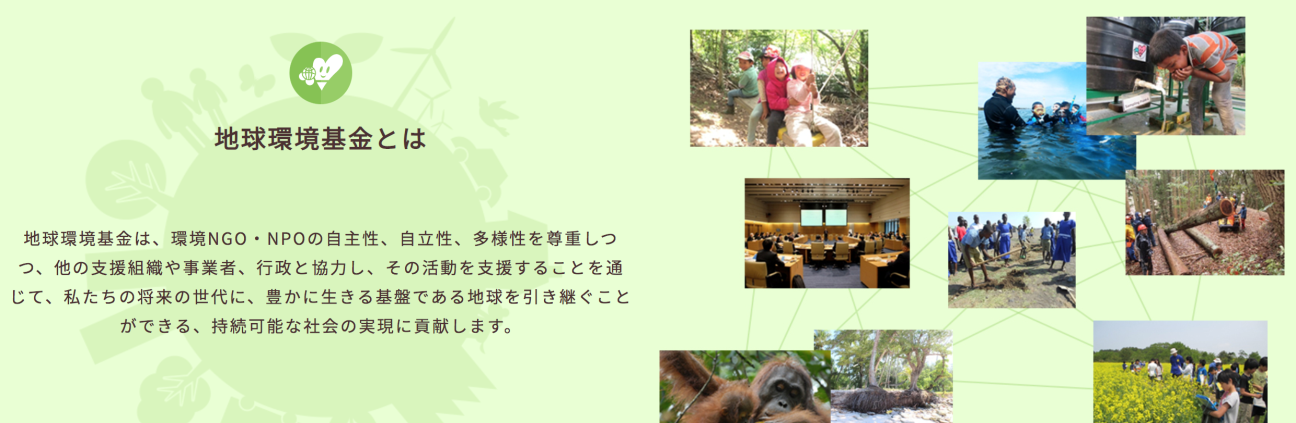 地球環境基金とは
地球環境基金は、環境NGO・NPOの自主性、自立性、多様性を尊重しつ
つ、他の支援組織や事業者、行政と協力し、その活動を支援することを通
じて、私たちの将来の世代に、豊かに生きる基盤である地球を引き継ぐこと
ができる、持続可能な社会の実現に貢献します。